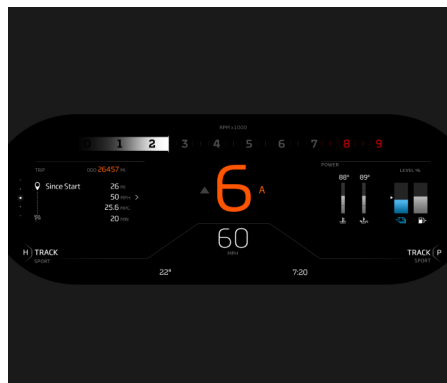 RPM x1000
0 1 2 3 4 5 6 7 8 9
TRIP
ODO 26457 MI
POWER
LEVEL %
Since Start
26 MI
50 MPH
25.6 MPG
20 MIN
6 A
88° 89°
60
MPH
H TRACK
SPORT
TRACK P
SPORT
22° 7:20